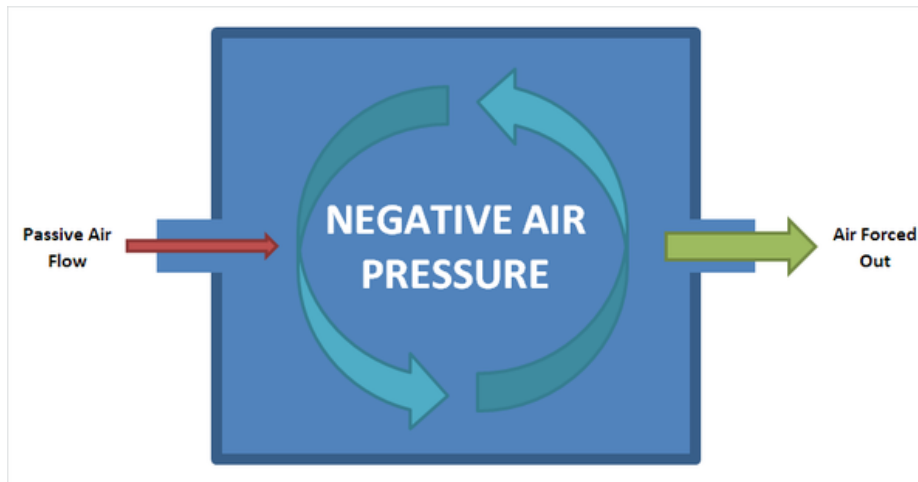 Passive Air
Flow
NEGATIVE AIR
PRESSURE
Air Forced
Out